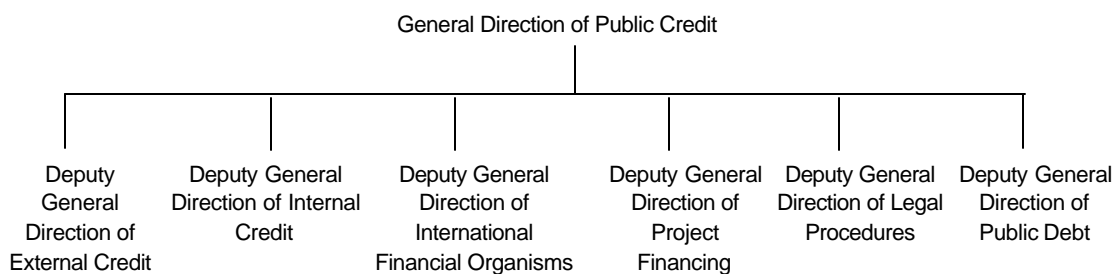 General Direction of Public Credit
Deputy
General
Direction of
External Credit
Deputy General
Direction of Internal
Credit
Deputy General
Direction of
International
Financial Organisms
Deputy General
Direction of
Project
Financing
Deputy General
Direction of Legal
Procedures
Deputy General
Direction of
Public Debt